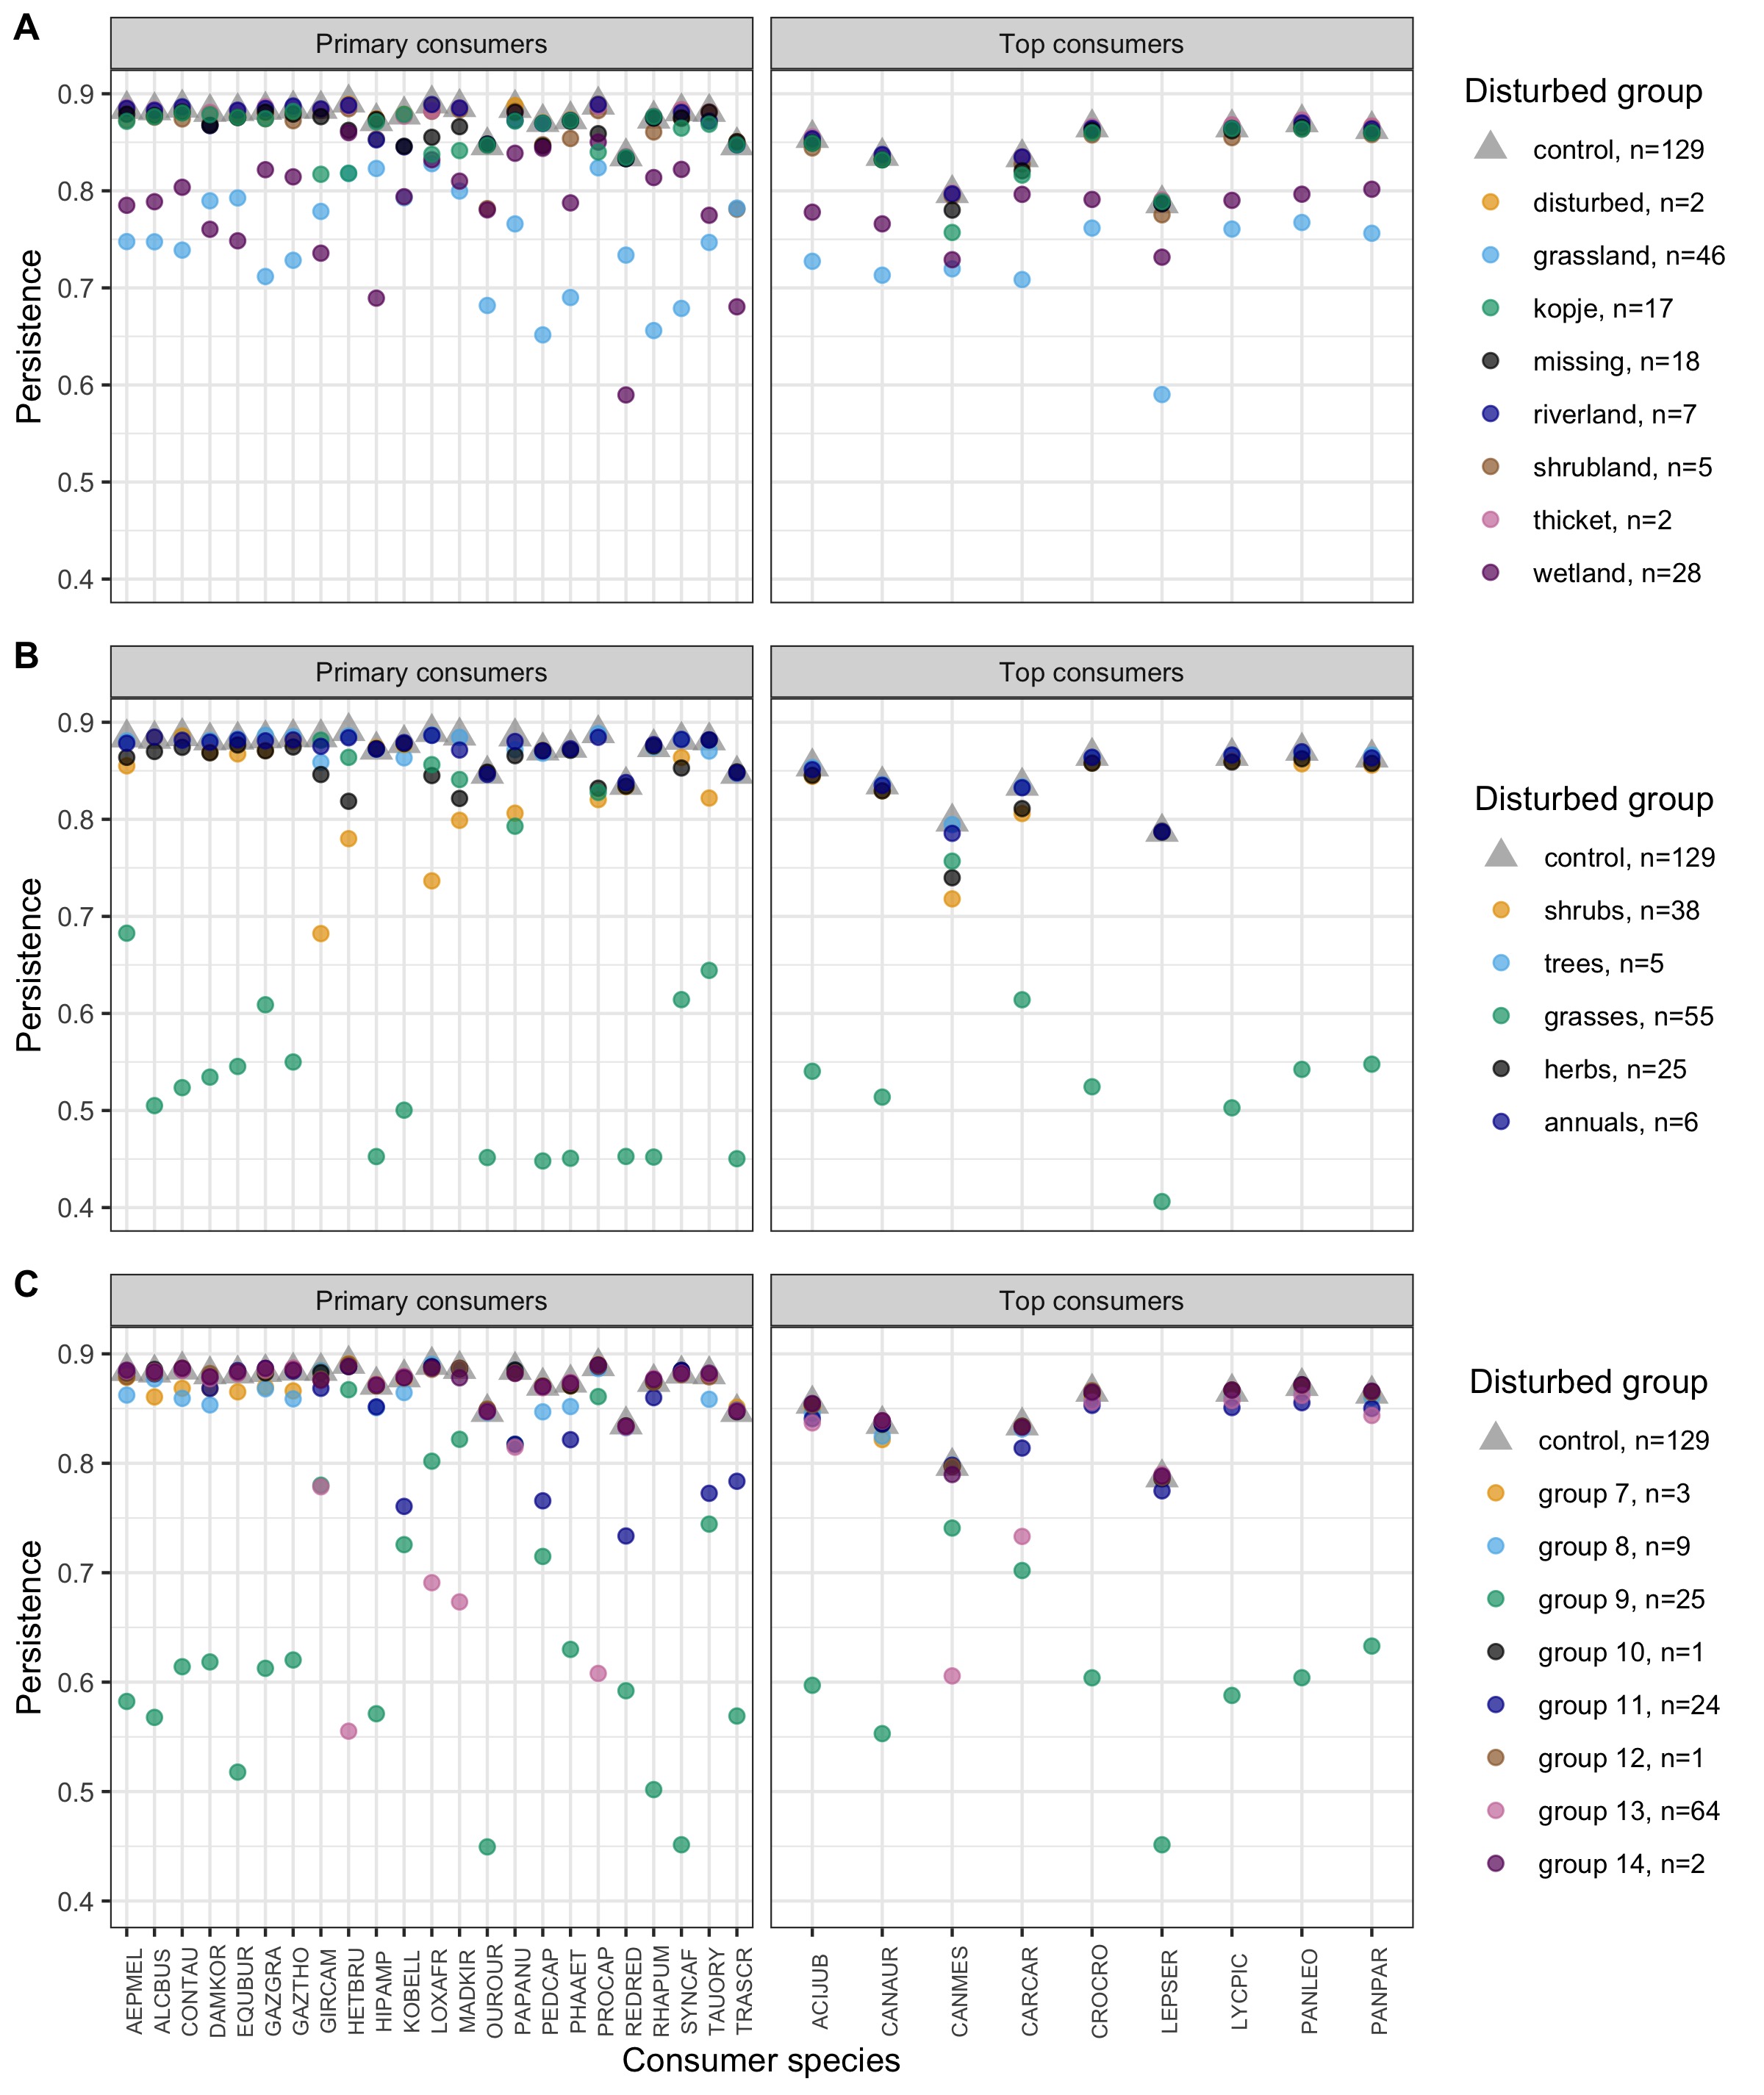 A
Primary consumers
Top consumers
Persistence
0.9
0.8
0.7
0.6
0.5
0.4
Disturbed group
control, n=129
disturbed, n=2
grassland, n=46
kopje, n=17
missing, n=18
riverland, n=7
shrubland, n=5
thicket, n=2
wetland, n=28
B
Primary consumers
Top consumers
Persistence
0.9
0.8
0.7
0.6
0.5
0.4
Disturbed group
control, n=129
shrubs, n=38
trees, n=5
grasses, n=55
herbs, n=25
annuals, n=6
C
Primary consumers
Top consumers
Persistence
0.9
0.8
0.7
0.6
0.5
0.4
Disturbed group
control, n=129
group 7, n=3
group 8, n=9
group 9, n=25
group 10, n=1
group 11, n=24
group 12, n=1
group 13, n=64
group 14, n=2
AEPMEL
ALCBUS
CONTAU
DAMKOR
EQUBUR
GAZGRA
GAZTHO
GIRCAM
HETBRU
HIPAMP
KOBELL
LOXAFR
MADKIR
OUROUR
PAPANU
PEDCAP
PHAAET
PROCAP
REDRED
RHAPUM
SYNCAF
TAUORY
TRASCR
ACIJUB
CANAUR
CANMES
CARCAR
CROCRO
LEPSER
LYCPIC
PANLEO
PANPAR
Consumer species